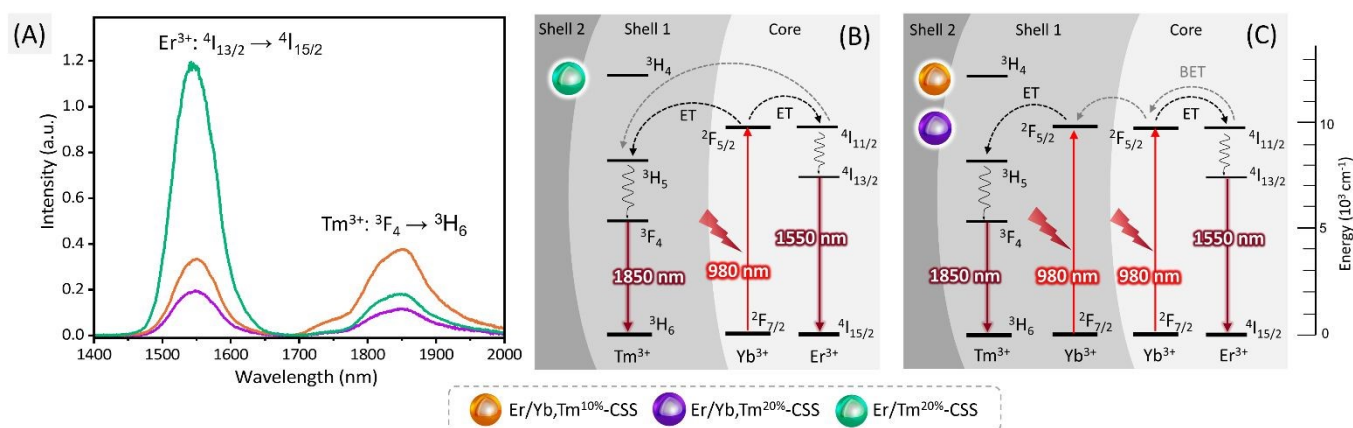 (A)
Er³⁺: ⁴I₁₃/₂ → ⁴I₁₅/₂
Tm³⁺: ³F₄ → ³H₆
Intensity (a.u.)
1.2
1.0
0.8
0.6
0.4
0.2
0.0
1400 1500 1600 1700 1800 1900 2000
Wavelength (nm)
Shell 2 Shell 1 Core
(B)
³H₄
ET ET
²F₅/₂
⁴I₁₁/₂
³H₅
⁴I₁₃/₂
³F₄
1550 nm
1850 nm 980 nm
³H₆ ²F₇/₂ ⁴I₁₅/₂
Tm³⁺ Yb³⁺ Er³⁺
Shell 2 Shell 1 Core
(C)
³H₄
BET
ET ET
²F₅/₂ ²F₅/₂ ⁴I₁₁/₂
³H₅
⁴I₁₃/₂
³F₄
1550 nm
1850 nm 980 nm 980 nm
³H₆ ²F₇/₂ ²F₇/₂ ⁴I₁₅/₂
Tm³⁺ Yb³⁺ Yb³⁺ Er³⁺
10
5
0
Energy (10³ cm⁻¹)
Er/Yb,Tm¹⁰%-CSS Er/Yb,Tm²⁰%-CSS Er/Tm²⁰%-CSS